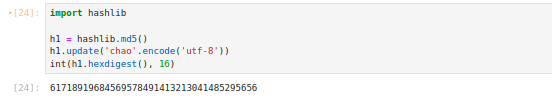 [24]: import hashlib
h1 = hashlib.md5()
h1.update('chao'.encode('utf-8'))
int(h1.hexdigest(), 16)
[24]: 61718919684569578491413213041485295656